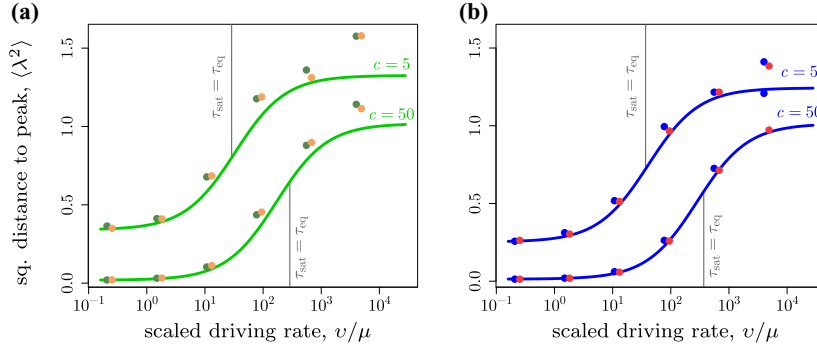 (a)
sq. distance to peak, ⟨λ²⟩
1.5
1.0
0.5
0.0
τsat = τeq
c = 5
c = 50
τsat = τeq
10⁻¹ 10⁰ 10¹ 10² 10³ 10⁴
scaled driving rate, υ/μ
(b)
1.5
1.0
0.5
0.0
τsat = τeq
c = 5
c = 50
τsat = τeq
10⁻¹ 10⁰ 10¹ 10² 10³ 10⁴
scaled driving rate, υ/μ